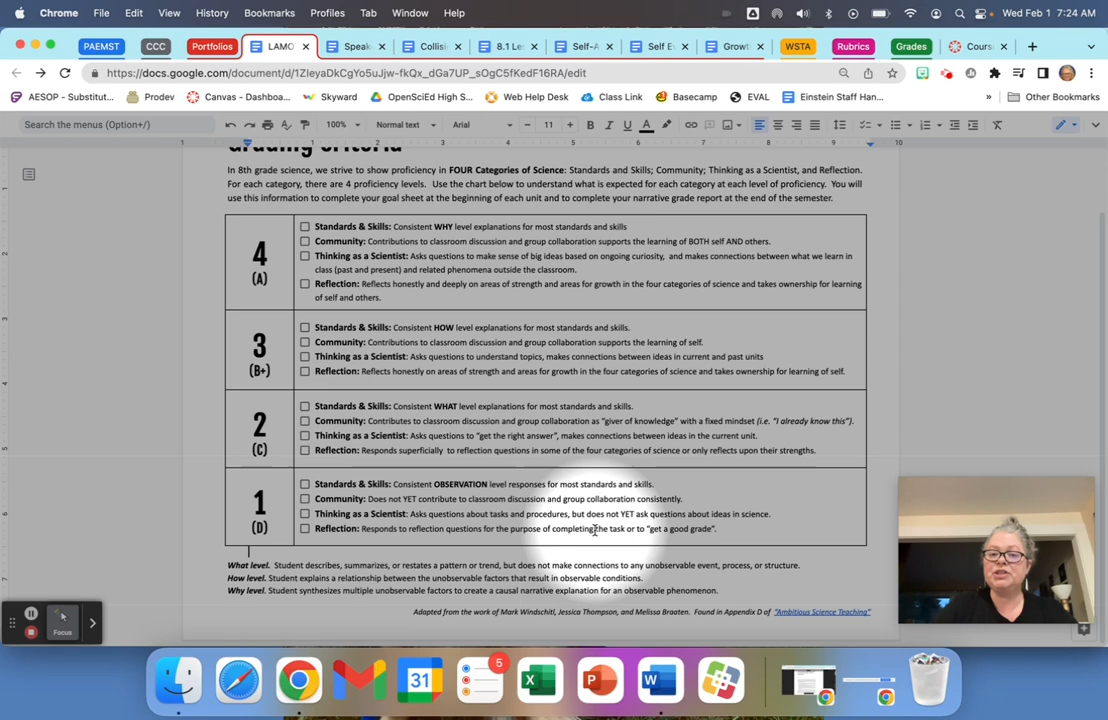 Chrome File Edit View History Bookmarks Profiles Tab Window Help Wed Feb 1 7:24 AM
PAEMST CCC Portfolios LAMO Speake Collisi 8.1 Les Self-A Self Ev Growt WSTA Rubrics Grades Cours
https://docs.google.com/document/d/1ZIeyaDkCgYo5uJjw-fkQx_dGa7UP_sOgC5fKedF16RA/edit
AESOP - Substitut... Prodev Canvas - Dashboa... Skyward OpenSciEd High S... Web Help Desk Class Link Basecamp EVAL Einstein Staff Han... » Other Bookmarks
Search the menus (Option+/) 100% Normal text Arial 11
1 1 2 3 4 5 6 7 8 9 10
Grading Criteria
In 8th grade science, we strive to show proficiency in FOUR Categories of Science: Standards and Skills; Community; Thinking as a Scientist, and Reflection.
For each category, there are 4 proficiency levels. Use the chart below to understand what is expected for each category at each level of proficiency. You will
use this information to complete your goal sheet at the beginning of each unit and to complete your narrative grade report at the end of the semester.
4
(A)
Standards & Skills: Consistent WHY level explanations for most standards and skills
Community: Contributions to classroom discussion and group collaboration supports the learning of BOTH self AND others.
Thinking as a Scientist: Asks questions to make sense of big ideas based on ongoing curiosity, and makes connections between what we learn in
class (past and present) and related phenomena outside the classroom.
Reflection: Reflects honestly and deeply on areas of strength and areas for growth in the four categories of science and takes ownership for learning
of self and others.
3
(B+)
Standards & Skills: Consistent HOW level explanations for most standards and skills.
Community: Contributions to classroom discussion and group collaboration supports the learning of self.
Thinking as a Scientist: Asks questions to understand topics, makes connections between ideas in current and past units
Reflection: Reflects honestly on areas of strength and areas for growth in the four categories of science and takes ownership for learning of self.
2
(C)
Standards & Skills: Consistent WHAT level explanations for most standards and skills.
Community: Contributes to classroom discussion and group collaboration as "giver of knowledge" with a fixed mindset (i.e. "I already know this").
Thinking as a Scientist: Asks questions to "get the right answer", makes connections between ideas in the current unit.
Reflection: Responds superficially to reflection questions in some of the four categories of science or only reflects upon their strengths.
1
(D)
Standards & Skills: Consistent OBSERVATION level responses for most standards and skills.
Community: Does not YET contribute to classroom discussion and group collaboration consistently.
Thinking as a Scientist: Asks questions about tasks and procedures, but does not YET ask questions about ideas in science.
Reflection: Responds to reflection questions for the purpose of completing the task or to "get a good grade".
What level. Student describes, summarizes, or restates a pattern or trend, but does not make connections to any unobservable event, process, or structure.
How level. Student explains a relationship between the unobservable factors that result in observable conditions.
Why level. Student synthesizes multiple unobservable factors to create a causal narrative explanation for an observable phenomenon.
Adapted from the work of Mark Windschitl, Jessica Thompson, and Melissa Braaten. Found in Appendix D of "Ambitious Science Teaching"
Focus
31 5